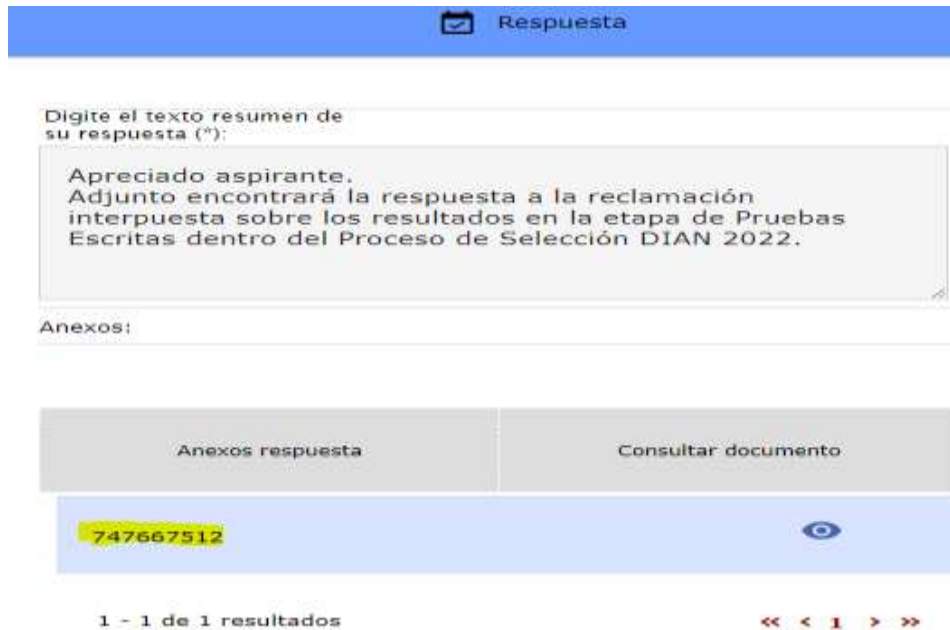 Respuesta
Digite el texto resumen de
su respuesta (*):
Apreciado aspirante.
Adjunto encontrará la respuesta a la reclamación
interpuesta sobre los resultados en la etapa de Pruebas
Escritas dentro del Proceso de Selección DIAN 2022.
Anexos:
Anexos respuesta Consultar documento
747667512
1 - 1 de 1 resultados << < 1 > >>